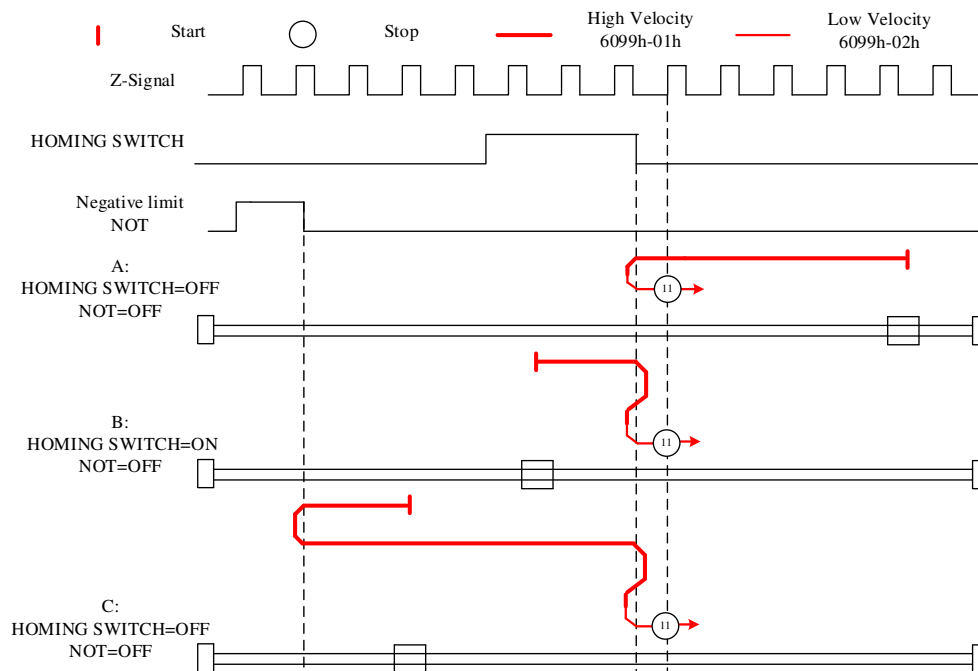 Start
Stop
High Velocity
6099h-01h
Low Velocity
6099h-02h
Z-Signal
HOMING SWITCH
Negative limit
NOT
A:
HOMING SWITCH=OFF
NOT=OFF
11
B:
HOMING SWITCH=ON
NOT=OFF
11
C:
HOMING SWITCH=OFF
NOT=OFF
11